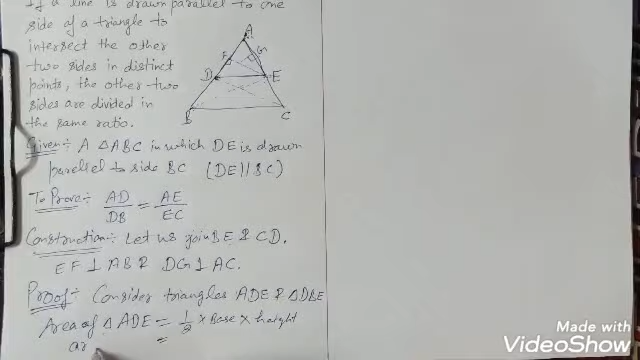 If a line is drawn parallel to one
side of a triangle to
intersect the other
two sides in distinct
points, the other two
sides are divided in
the same ratio.
A
F
G
D
E
B
C
Given:- A △ABC in which DE is drawn
parallel to side BC (DE||BC)
To Prove:- AD/DB = AE/EC
Construction:- Let us join BE & CD.
EF ⊥ AB & DG ⊥ AC.
Proof:- Consider triangles ADE & △DBE
Area of △ ADE = 1/2 × Base × height
ar =
Made with
VideoShow